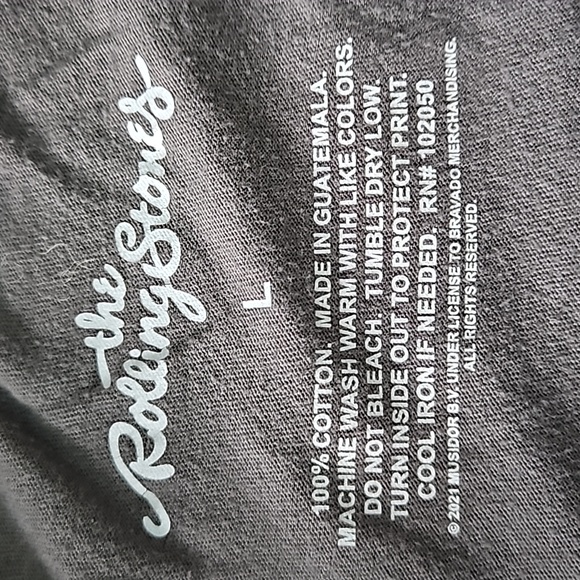 the
Rolling Stones
L
100% COTTON. MADE IN GUATEMALA.
MACHINE WASH WARM WITH LIKE COLORS.
DO NOT BLEACH. TUMBLE DRY LOW.
TURN INSIDE OUT TO PROTECT PRINT.
COOL IRON IF NEEDED. RN# 102050
© 2021 MUSIDOR B.V. UNDER LICENSE TO BRAVADO MERCHANDISING.
ALL RIGHTS RESERVED.